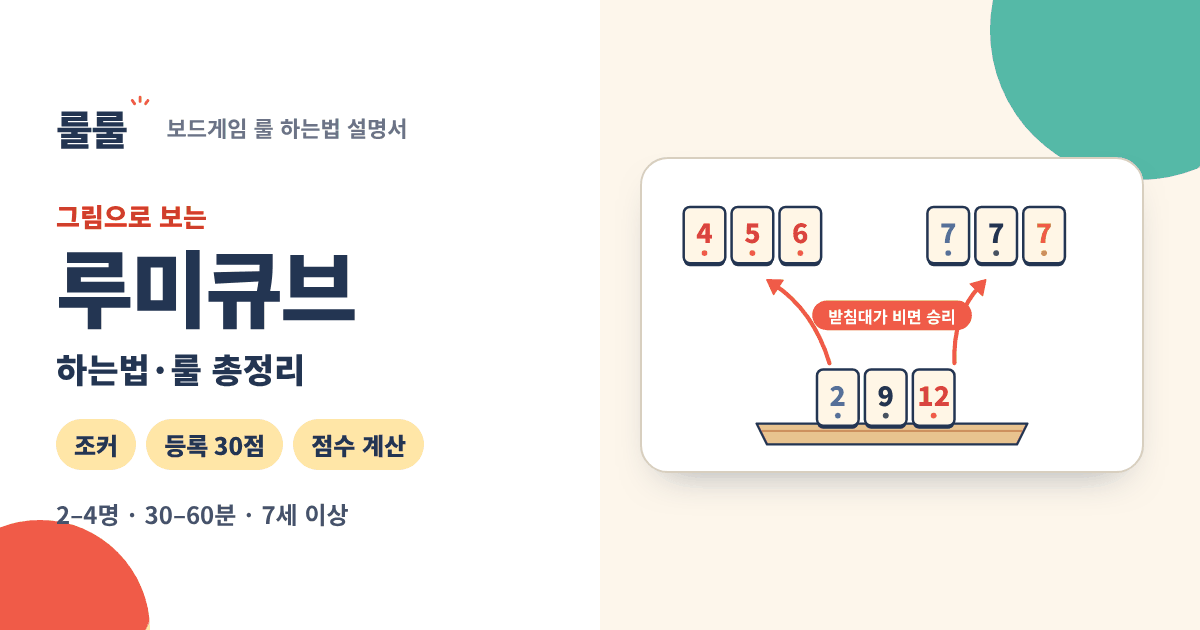 룰룰 보드게임 룰 하는법 설명서
그림으로 보는
루미큐브
하는법·룰 총정리
조커 등록 30점 점수 계산
2–4명 · 30–60분 · 7세 이상
4 5 6 7 7 7
받침대가 비면 승리
2 9 12